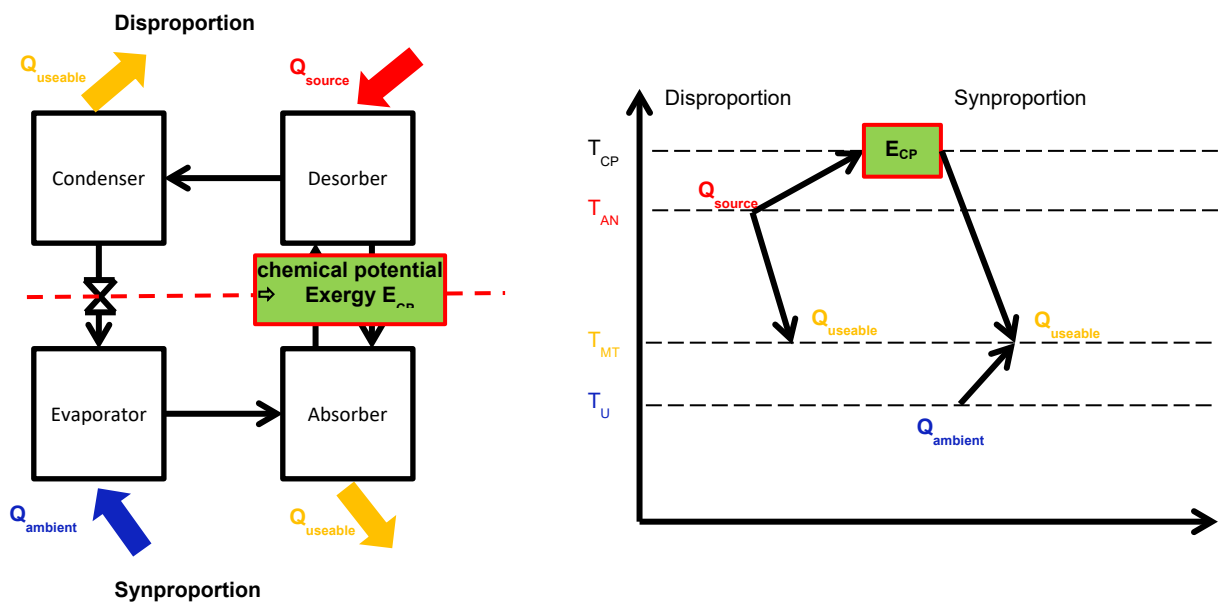 Disproportion
Q useable
Q source
Condenser
Desorber
chemical potential
⇨ Exergy E CP
Evaporator
Absorber
Q ambient
Q useable
Synproportion
Disproportion
Synproportion
T CP
E CP
Q source
T AN
Q useable
Q useable
T MT
T U
Q ambient